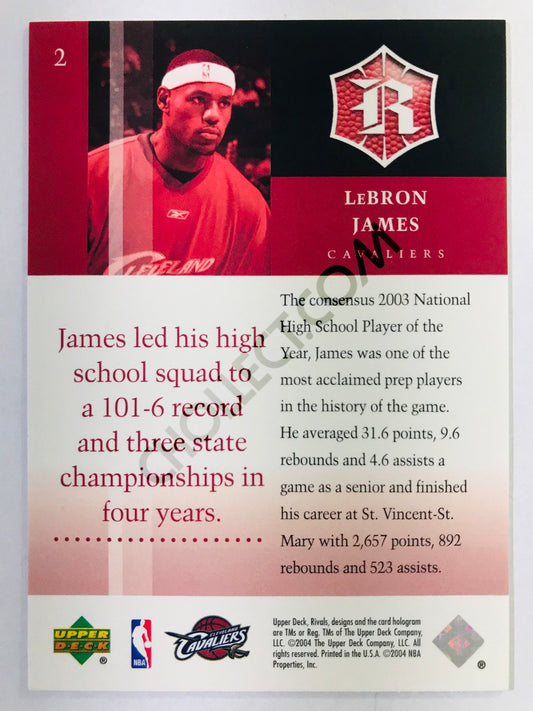 2
R
LEBRON
JAMES
CAVALIERS
CLEVELAND
James led his high
school squad to
a 101-6 record
and three state
championships in
four years.
The consensus 2003 National
High School Player of the
Year, James was one of the
most acclaimed prep players
in the history of the game.
He averaged 31.6 points, 9.6
rebounds and 4.6 assists a
game as a senior and finished
his career at St. Vincent-St.
Mary with 2,657 points, 892
rebounds and 523 assists.
CHOLLECT.COM
UPPER
DECK
®
NBA
CLEVELAND
CAVALIERS
Upper Deck, Rivals, designs and the card hologram
are TMs or Reg. TMs of The Upper Deck Company,
LLC. ©2004 The Upper Deck Company, LLC. All
rights reserved. Printed in the U.S.A. ©2004 NBA
Properties, Inc.
®